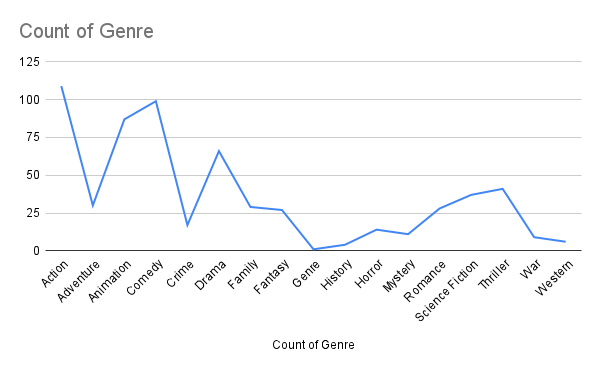 Count of Genre
125
100
75
50
25
0
Action
Adventure
Animation
Comedy
Crime
Drama
Family
Fantasy
Genre
History
Horror
Mystery
Romance
Science Fiction
Thriller
War
Western
Count of Genre